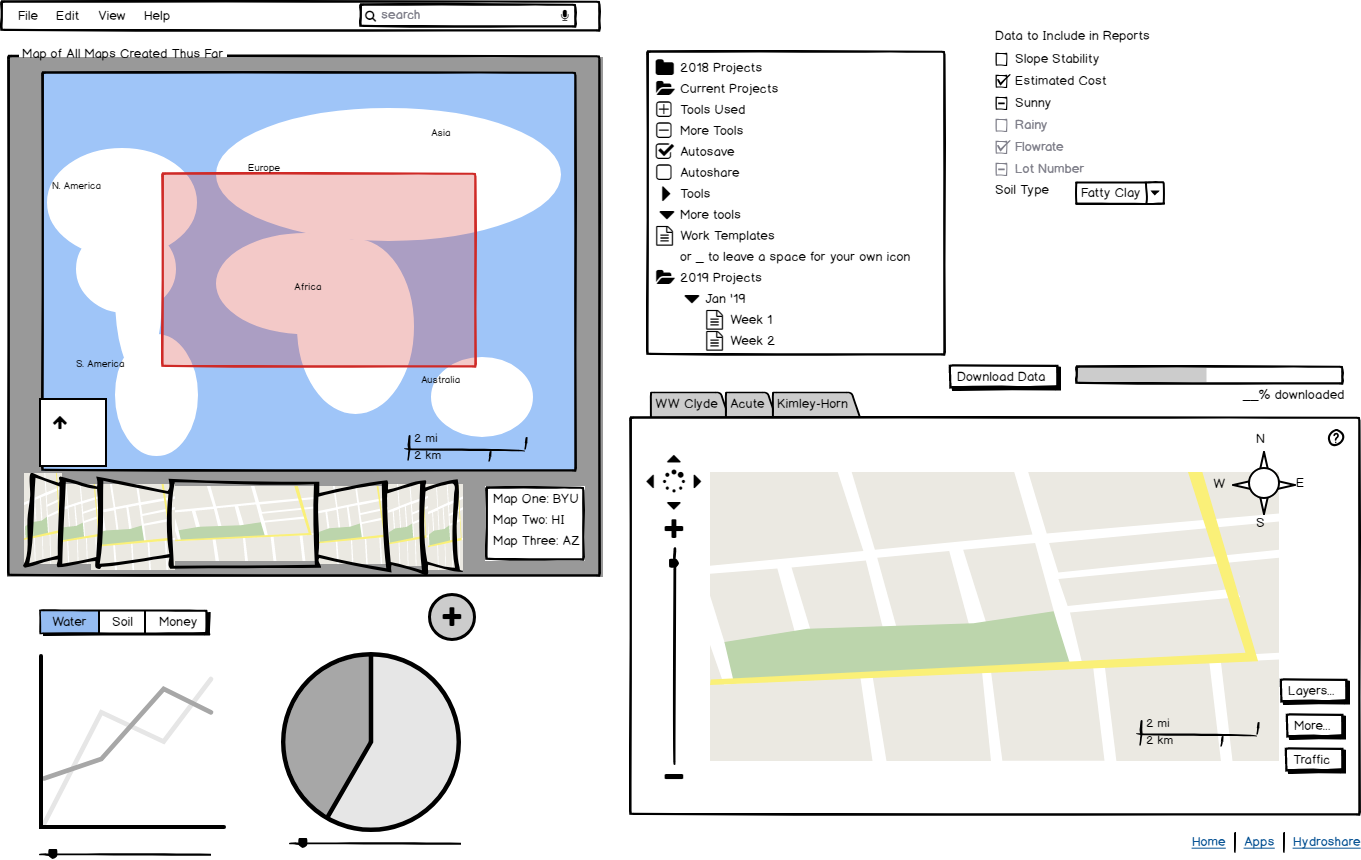 File Edit View Help
search
Map of All Maps Created Thus Far
Asia
Europe
N. America
Africa
S. America
Australia
2 mi
2 km
Map One: BYU
Map Two: HI
Map Three: AZ
Water Soil Money
2018 Projects
Current Projects
Tools Used
More Tools
Autosave
Autoshare
Tools
More tools
Work Templates
or _ to leave a space for your own icon
2019 Projects
Jan '19
Week 1
Week 2
Data to Include in Reports
Slope Stability
Estimated Cost
Sunny
Rainy
Flowrate
Lot Number
Soil Type Fatty Clay
Download Data
__% downloaded
WW Clyde Acute Kimley-Horn
?
N
W E
S
Layers...
More...
Traffic
2 mi
2 km
Home Apps Hydroshare